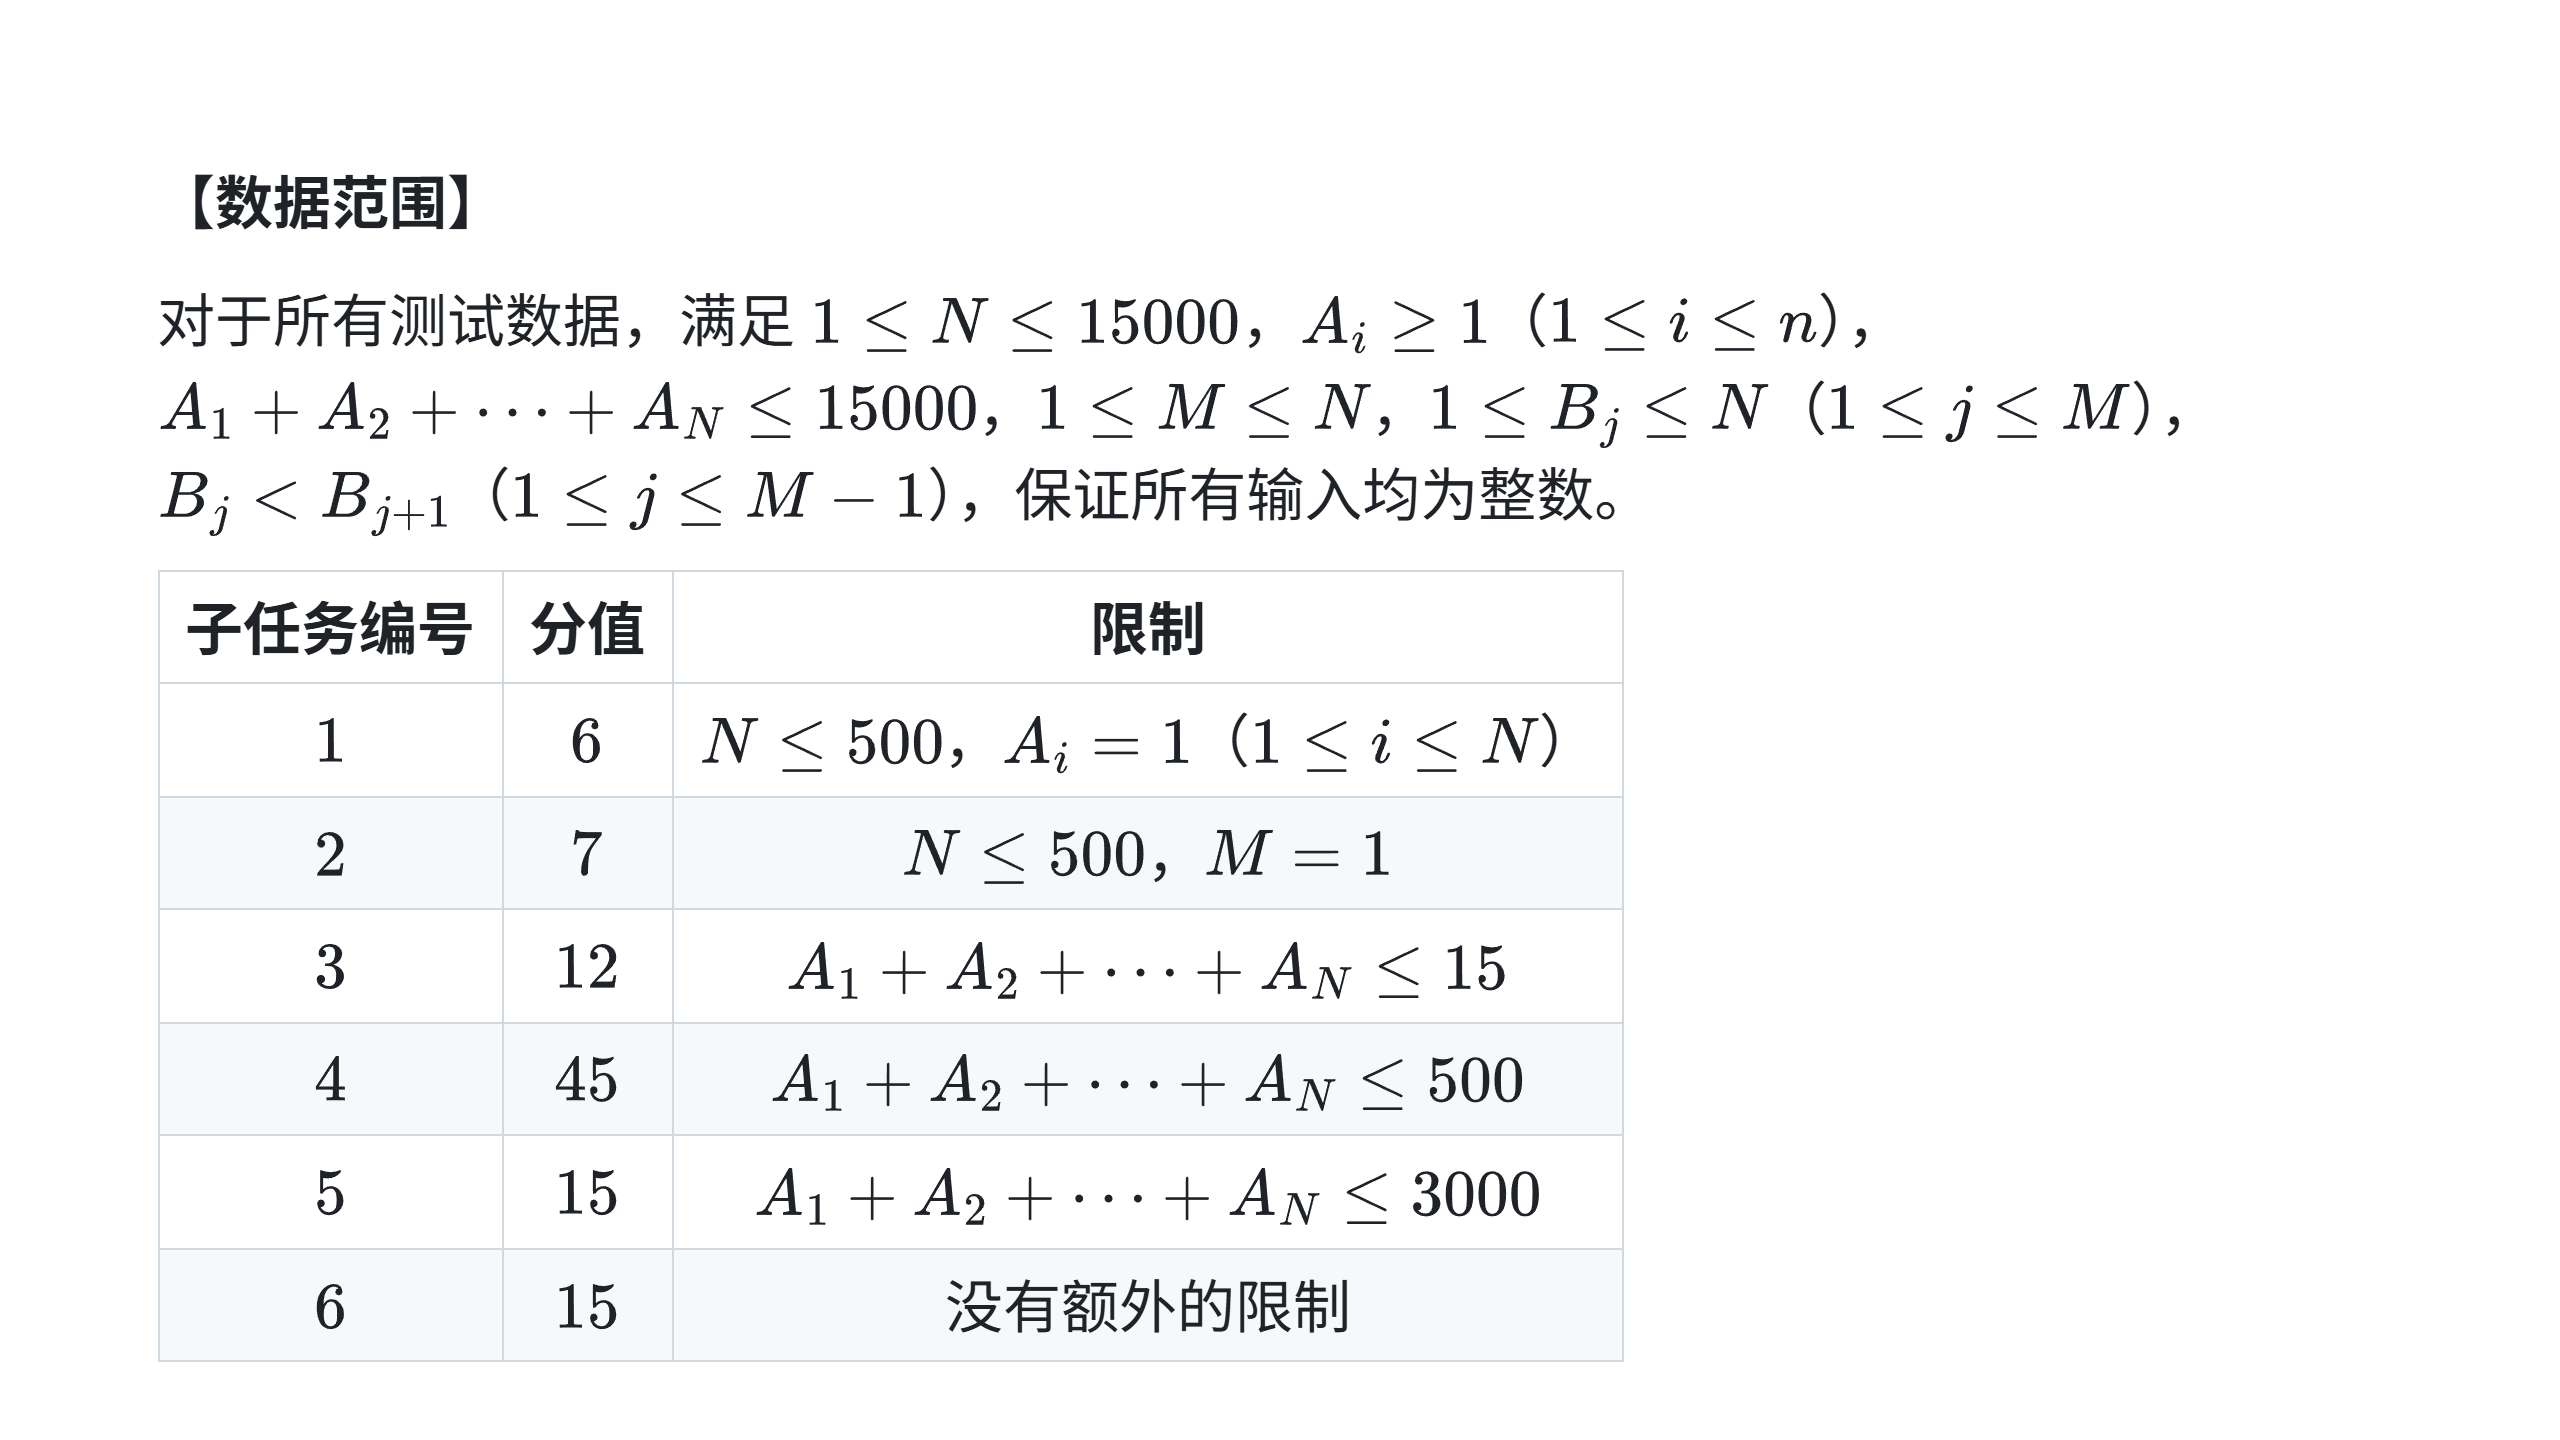 【数据范围】
对于所有测试数据，满足 1 ≤ N ≤ 15000，A_i ≥ 1（1 ≤ i ≤ n），
A_1 + A_2 + ⋯ + A_N ≤ 15000，1 ≤ M ≤ N，1 ≤ B_j ≤ N（1 ≤ j ≤ M），
B_j < B_{j+1}（1 ≤ j ≤ M − 1），保证所有输入均为整数。
子任务编号 分值 限制
1 6 N ≤ 500，A_i = 1（1 ≤ i ≤ N）
2 7 N ≤ 500，M = 1
3 12 A_1 + A_2 + ⋯ + A_N ≤ 15
4 45 A_1 + A_2 + ⋯ + A_N ≤ 500
5 15 A_1 + A_2 + ⋯ + A_N ≤ 3000
6 15 没有额外的限制